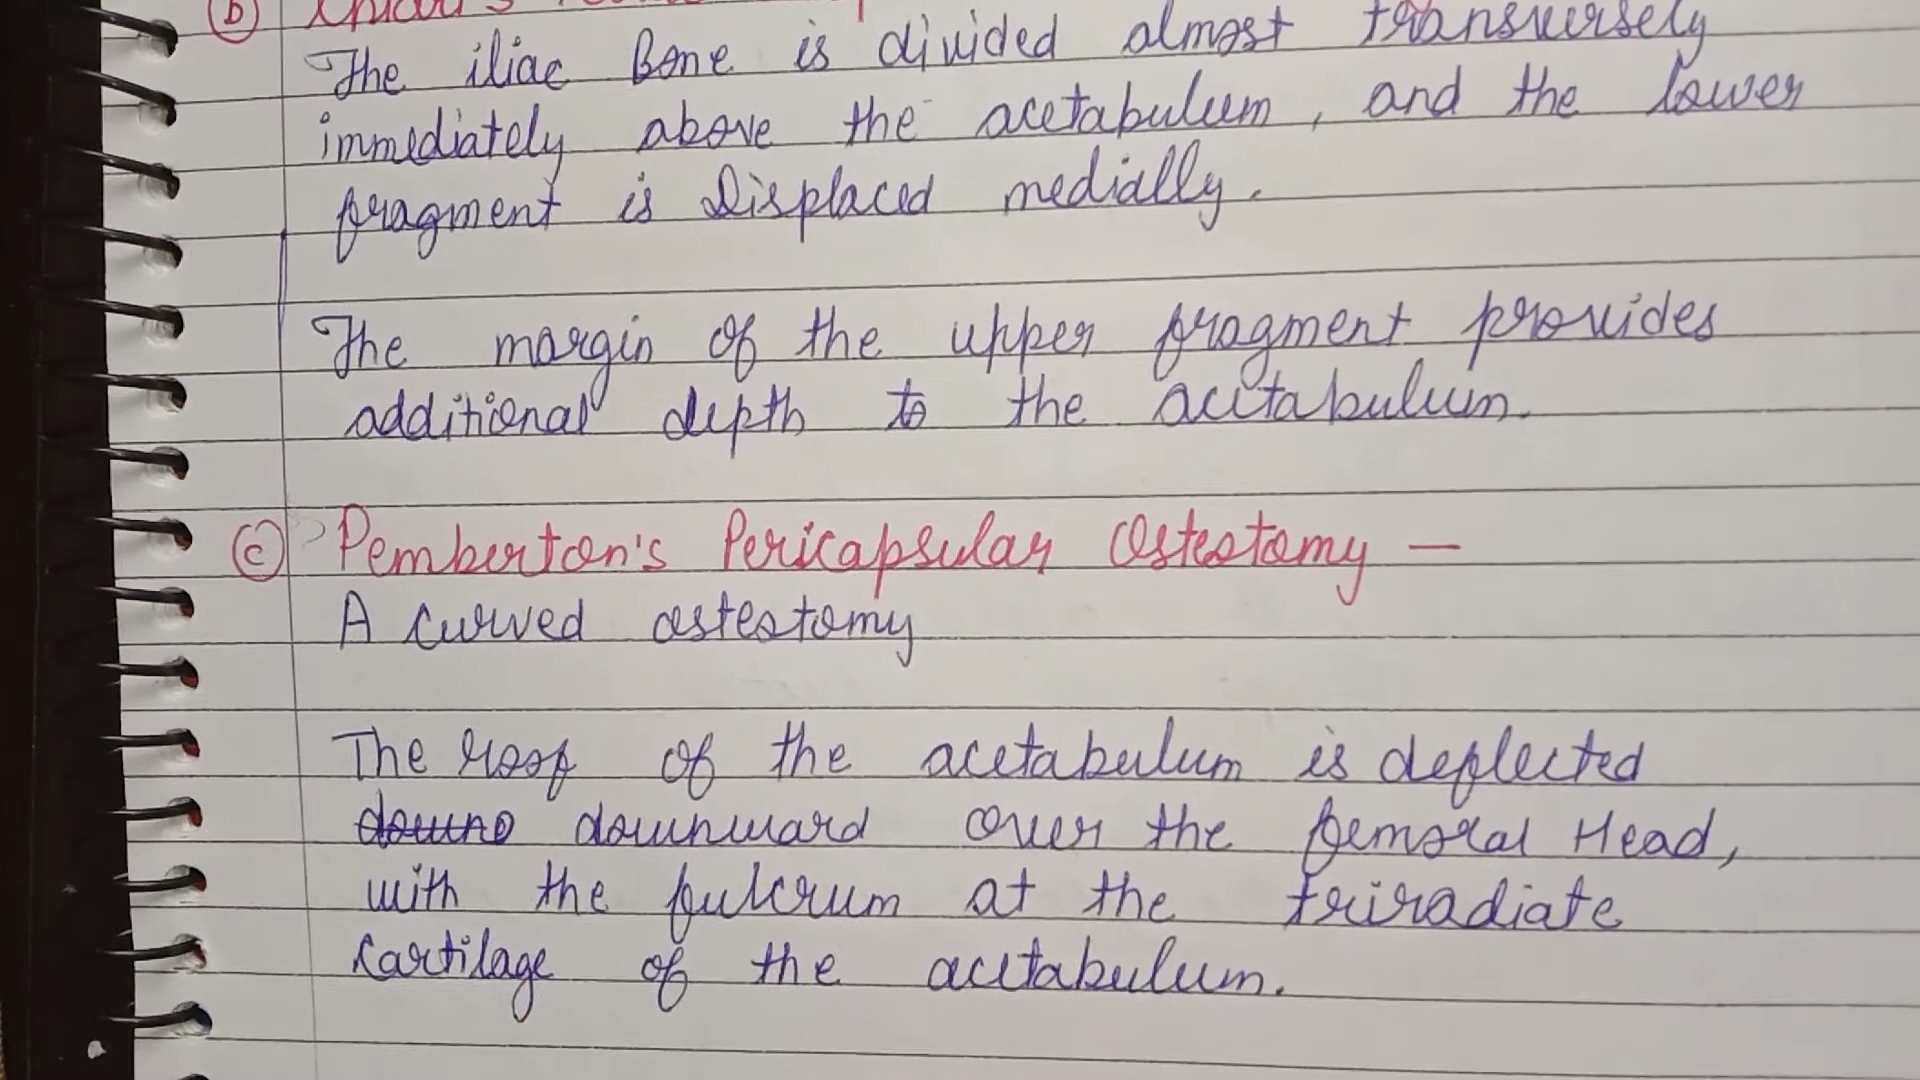 (b) Chiari's
The iliac Bone is divided almost transversely
immediately above the acetabulum, and the lower
fragment is Displaced medially.
The margin of the upper fragment provides
additional depth to the acetabulum.
(c) Pemberton's Pericapsular Osteotomy —
A curved osteotomy
The roof of the acetabulum is deflected
downward over the femoral Head,
with the fulcrum at the triradiate
Cartilage of the acetabulum.